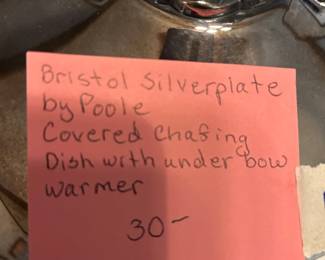 Bristol Silverplate
by Poole
Covered Chafing
Dish with under bow
warmer
30-